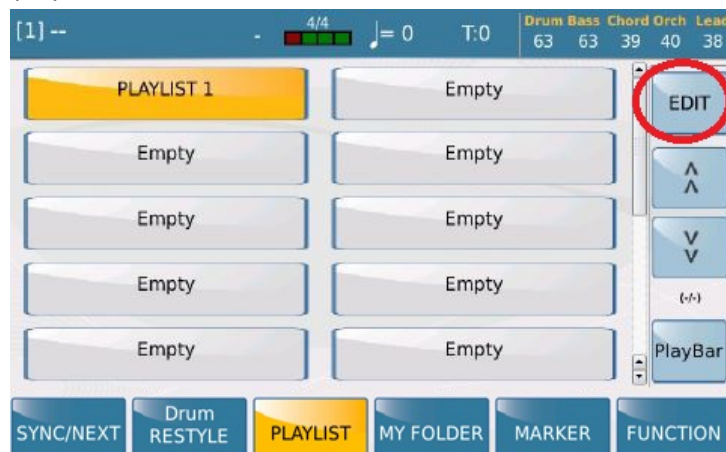 [1] -- - 4/4 ♩= 0 T:0 Drum Bass Chord Orch Lead
63 63 39 40 38
PLAYLIST 1 Empty EDIT
Empty Empty
Empty Empty
Empty Empty (-/-)
Empty Empty PlayBar
SYNC/NEXT Drum RESTYLE PLAYLIST MY FOLDER MARKER FUNCTION